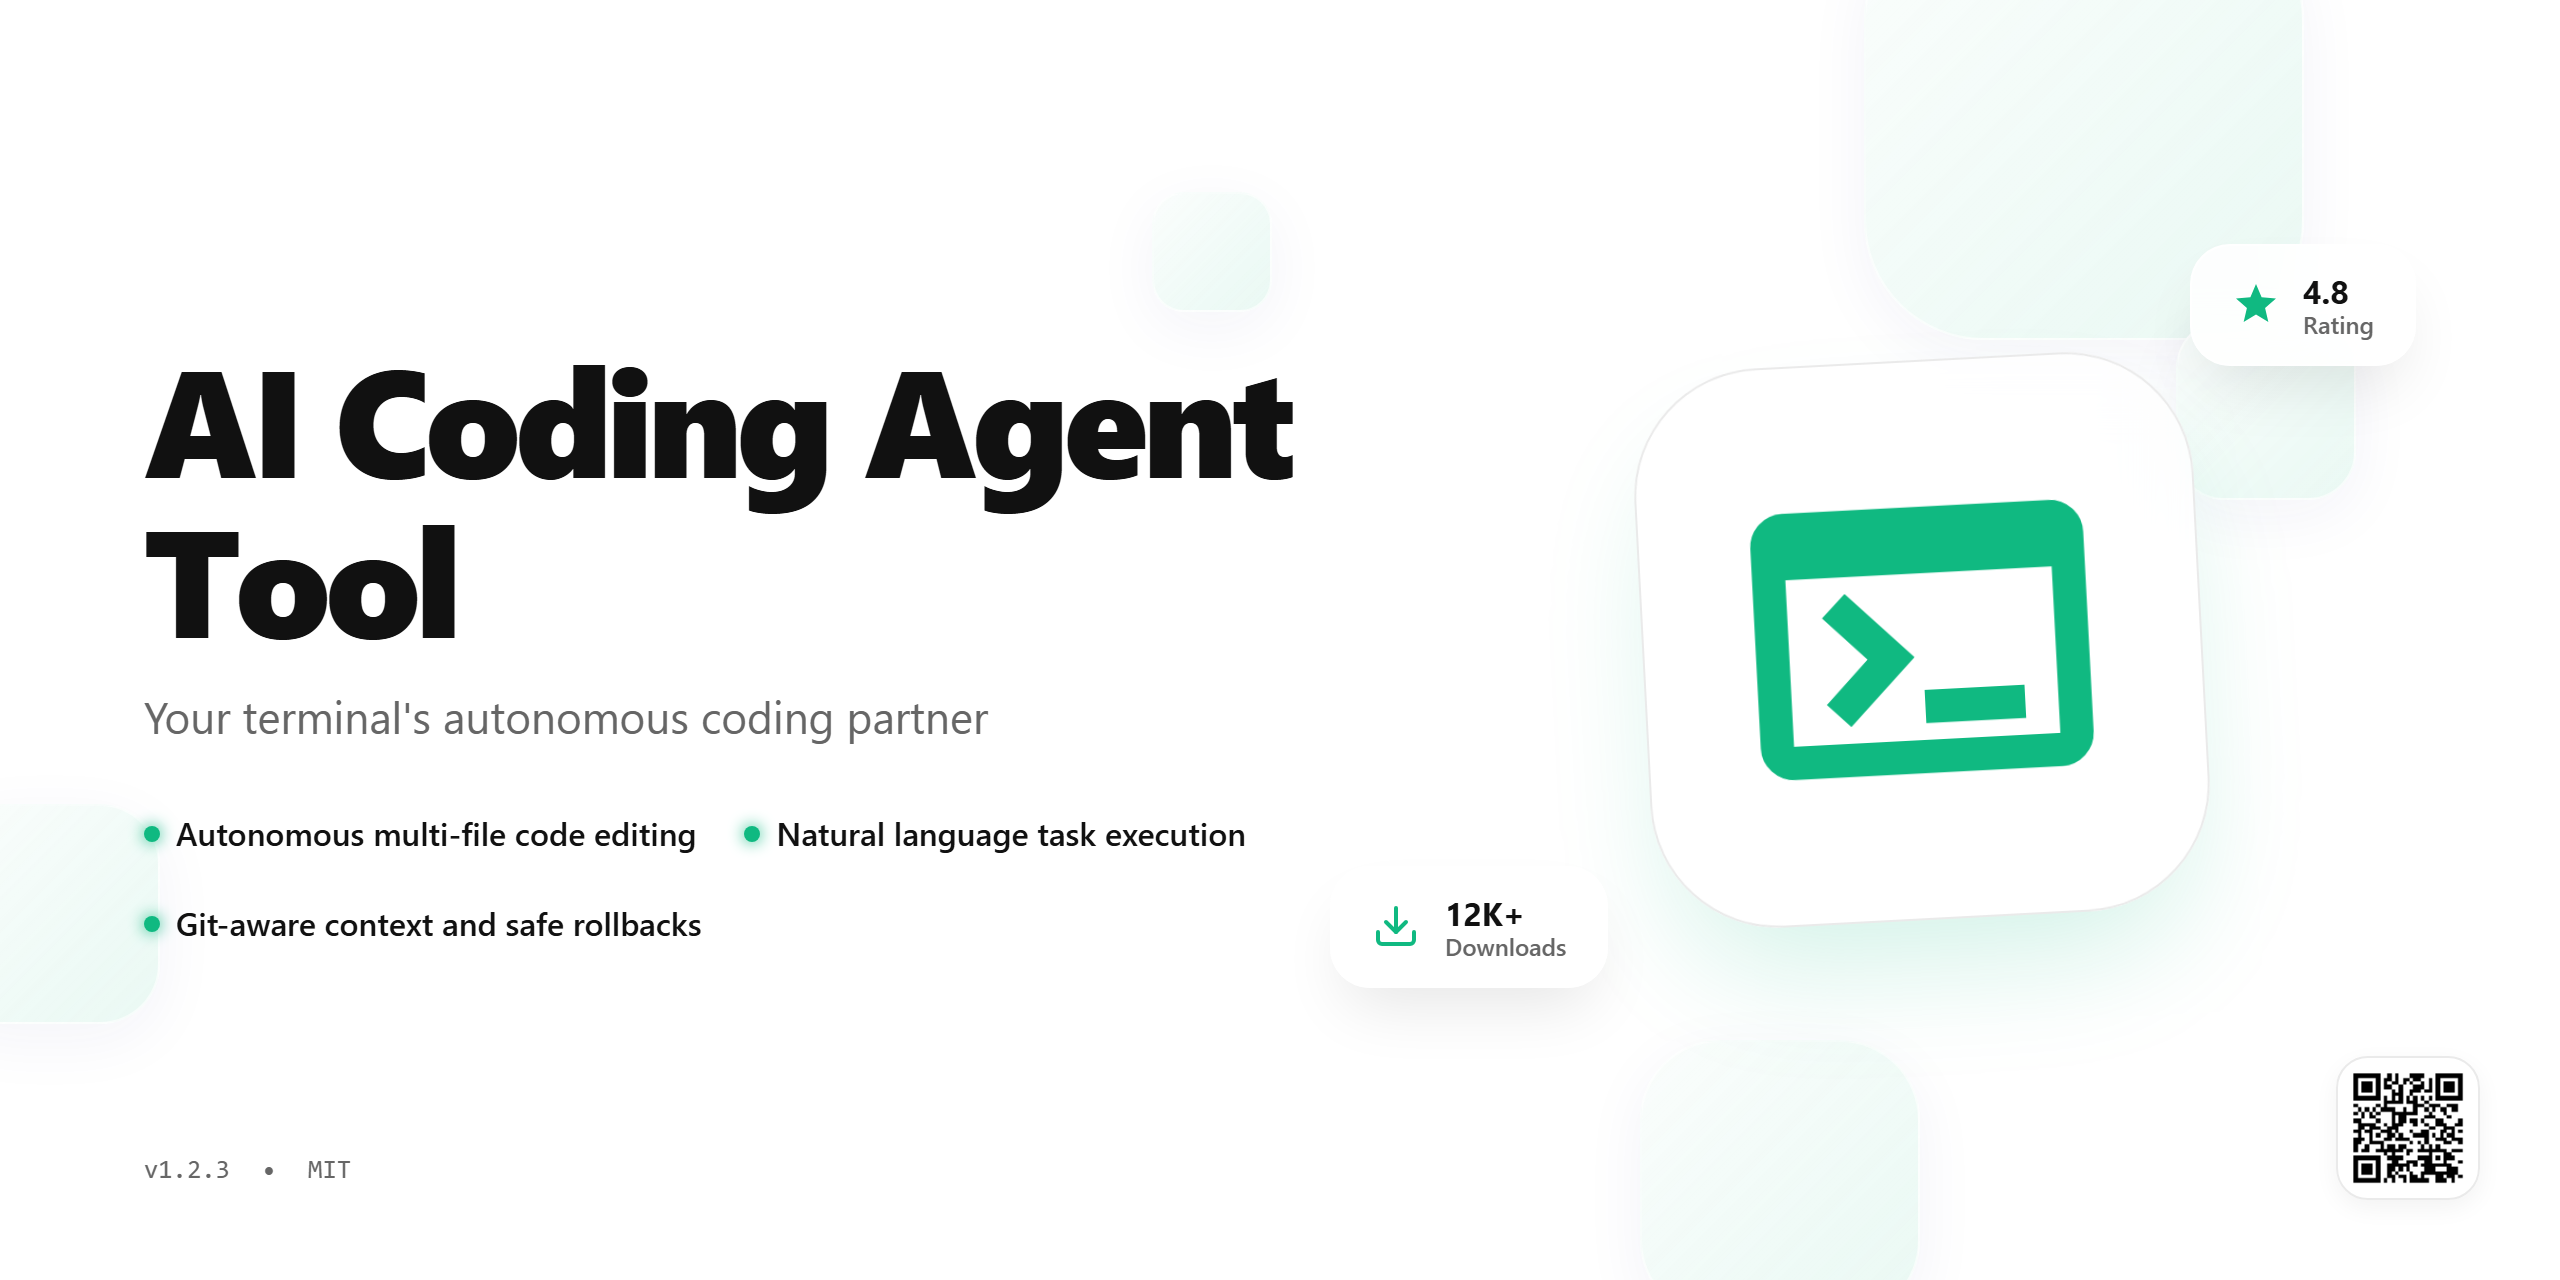 AI Coding Agent
Tool
Your terminal's autonomous coding partner
Autonomous multi-file code editing
Natural language task execution
Git-aware context and safe rollbacks
v1.2.3 • MIT
4.8
Rating
12K+
Downloads